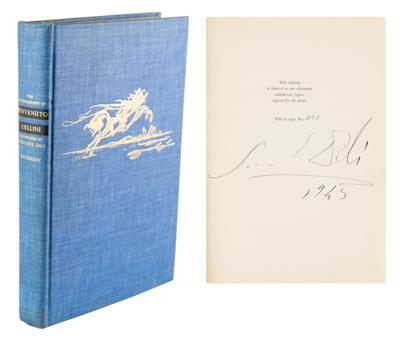 THE
AUTOBIOGRAPHY OF
BENVENUTO
CELLINI
ILLUSTRATED BY
SALVADOR DALI
DOUBLEDAY
This edition
is limited to one thousand
numbered copies
signed by the artist
This is copy No.
Dali
1945